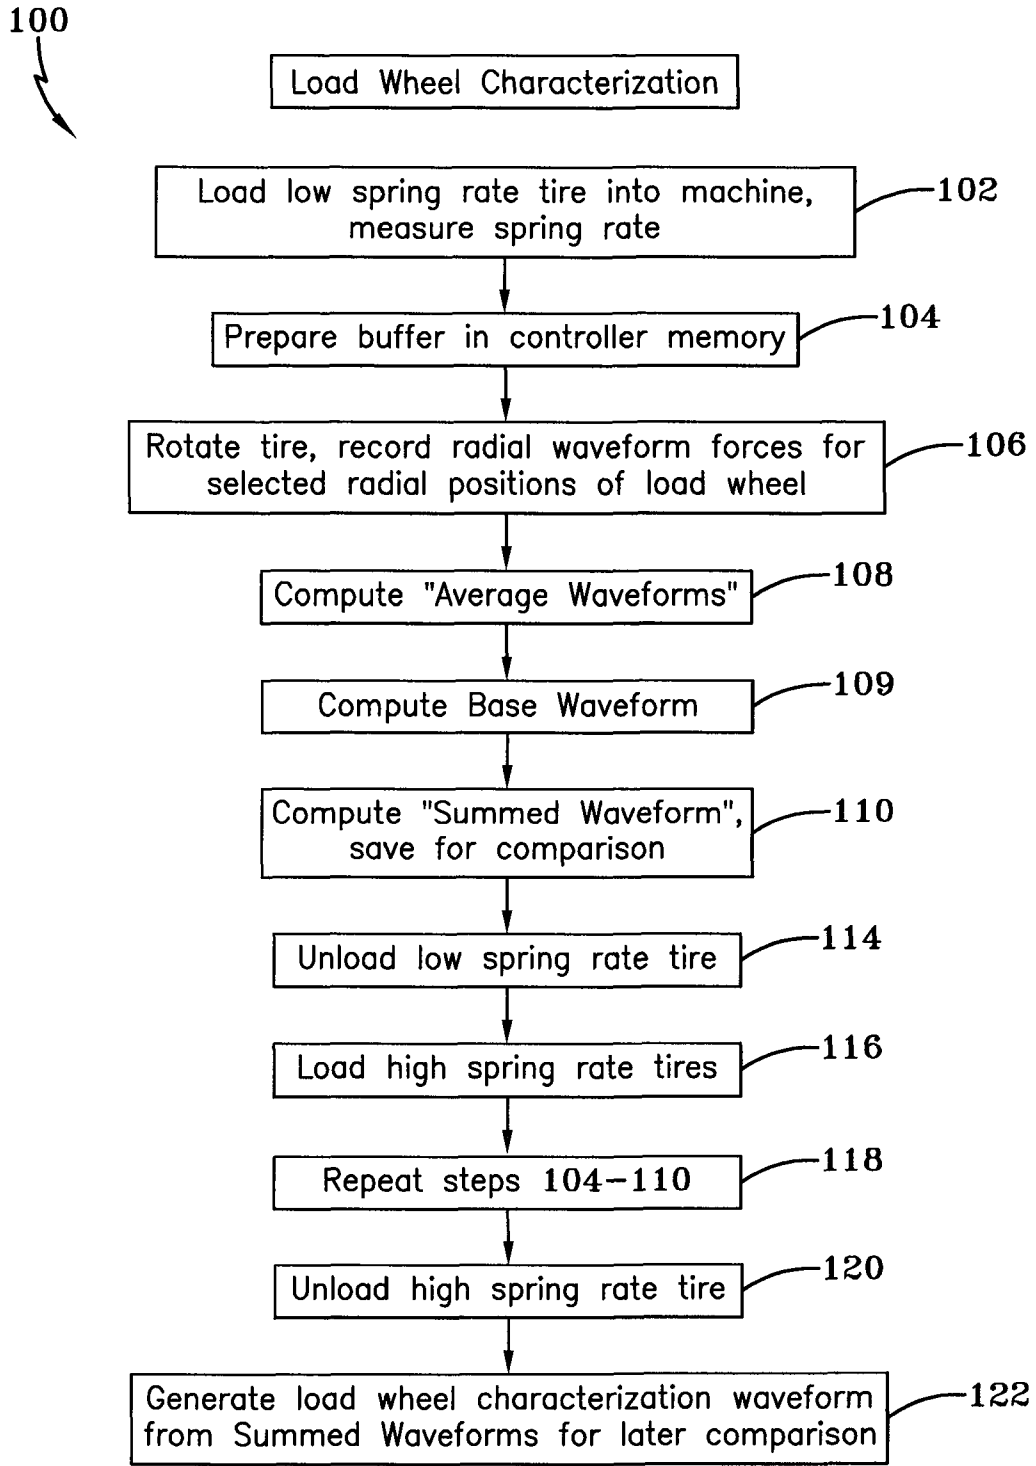 100
Load Wheel Characterization
Load low spring rate tire into machine,
measure spring rate
102
Prepare buffer in controller memory
104
Rotate tire, record radial waveform forces for
selected radial positions of load wheel
106
Compute "Average Waveforms"
108
Compute Base Waveform
109
Compute "Summed Waveform",
save for comparison
110
Unload low spring rate tire
114
Load high spring rate tires
116
Repeat steps 104-110
118
Unload high spring rate tire
120
Generate load wheel characterization waveform
from Summed Waveforms for later comparison
122